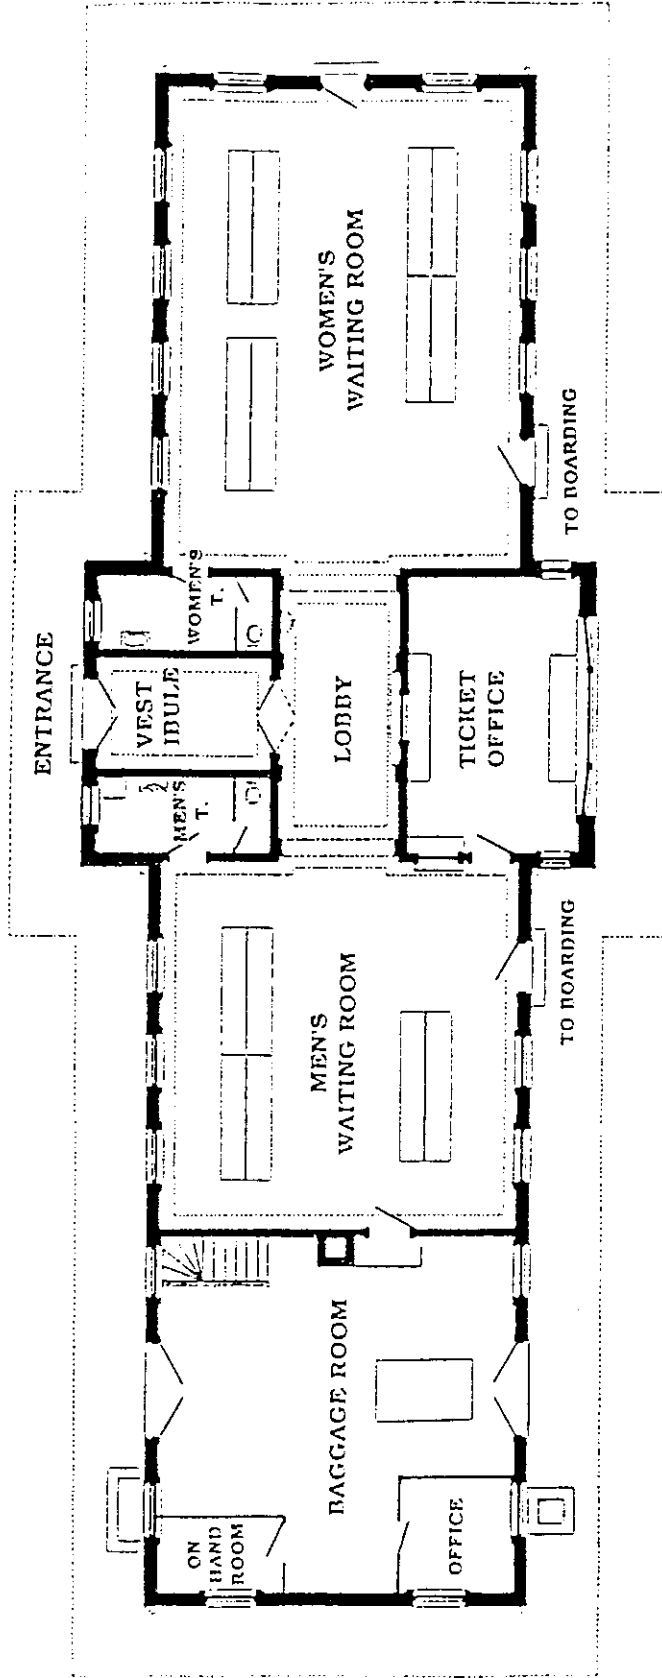 ENTRANCE
WOMEN'S
WAITING ROOM
TO BOARDING
WOMEN'S
T.
VEST
IBULE
LOBBY
TICKET
OFFICE
MEN'S
T.
MEN'S
WAITING ROOM
TO BOARDING
BAGGAGE ROOM
ON
HAND
ROOM
OFFICE